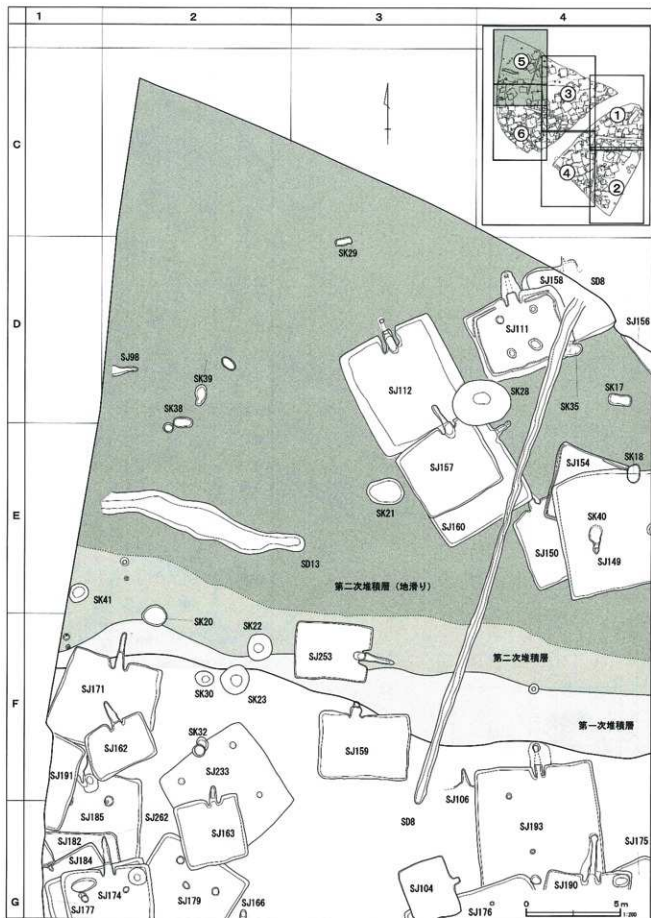 1
2
3
4
C
D
E
F
G
⑤
③
①
⑥
④
②
SK29
SJ158
SD8
SJ156
SJ111
SJ98
SK39
SJ112
SK28
SK35
SK17
SK38
SK18
SJ154
SJ157
SK21
SJ160
SK40
SJ150
SJ149
SD13
第二次堆積層(地滑り)
SK41
SK20
SK22
SJ253
第二次堆積層
SJ171
SK30
SK23
第一次堆積層
SJ162
SK32
SJ159
SJ191
SJ233
SJ106
SJ185
SJ262
SJ163
SD8
SJ193
SJ182
SJ184
SJ175
SJ174
SJ177
SJ179
SJ166
SJ104
SJ176
SJ190
0 5m
1:200